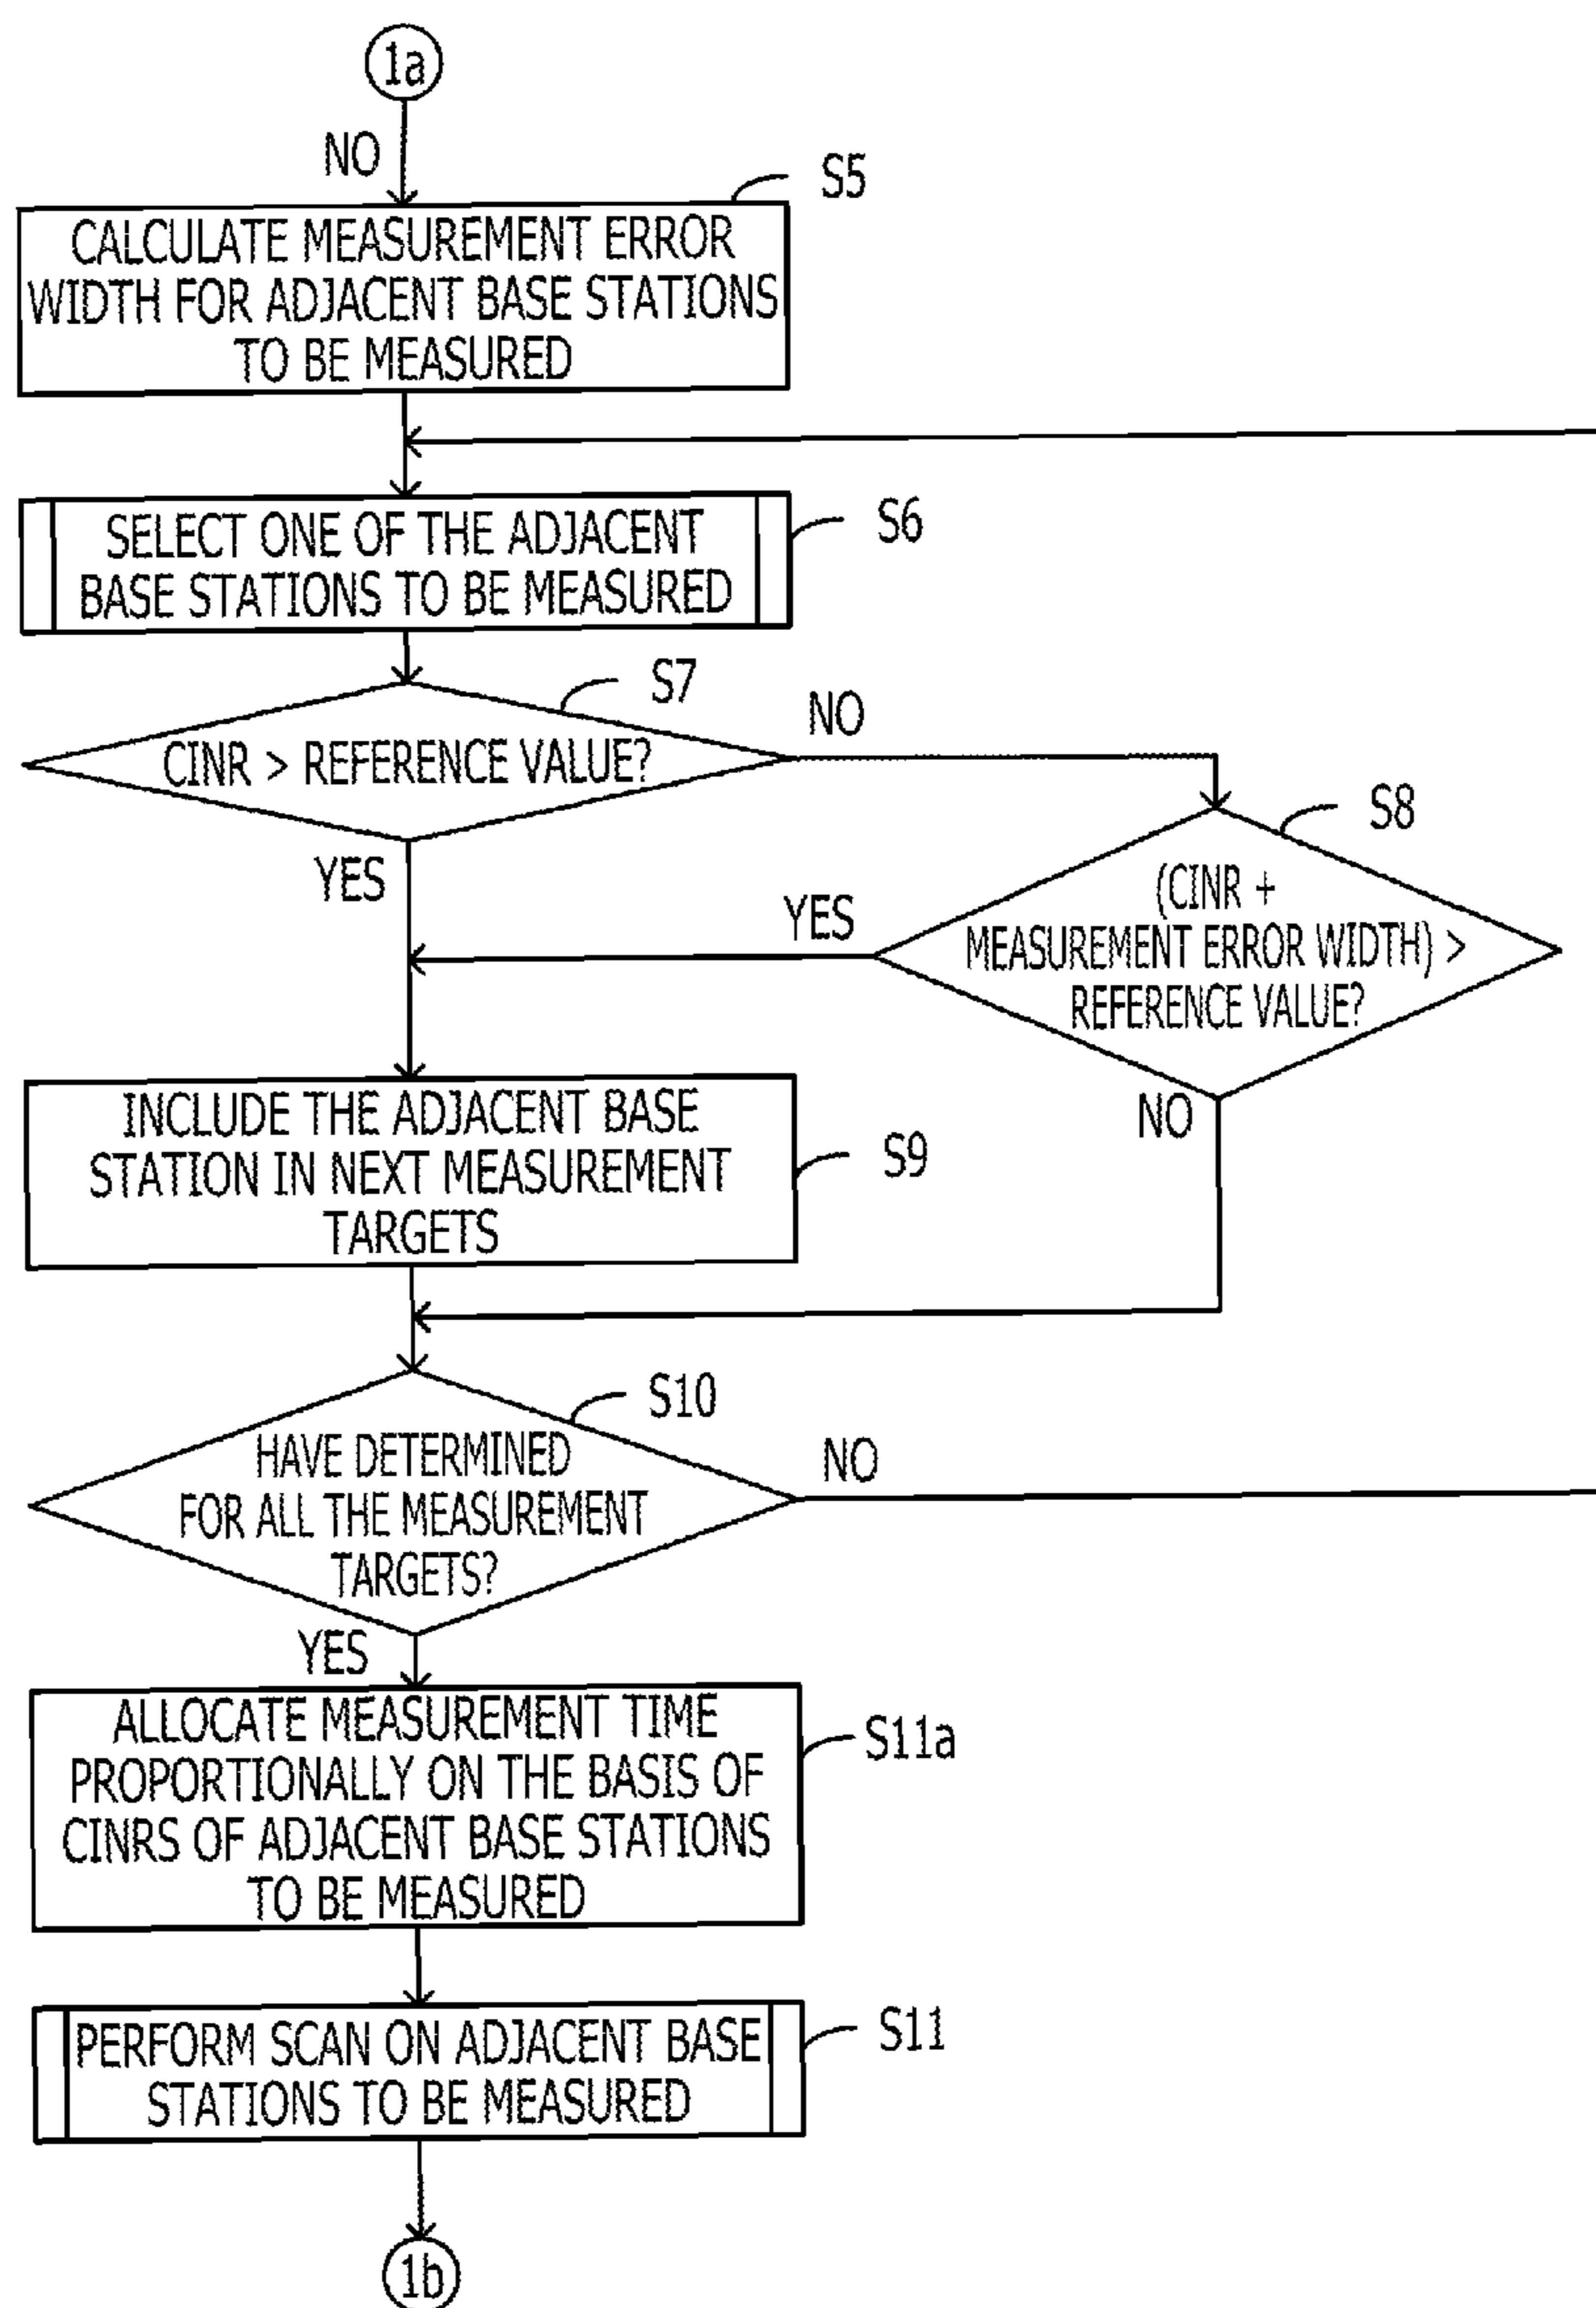 1a
NO
S5
CALCULATE MEASUREMENT ERROR
WIDTH FOR ADJACENT BASE STATIONS
TO BE MEASURED
S6
SELECT ONE OF THE ADJACENT
BASE STATIONS TO BE MEASURED
S7
NO
CINR > REFERENCE VALUE?
S8
YES
YES
(CINR +
MEASUREMENT ERROR WIDTH) >
REFERENCE VALUE?
NO
INCLUDE THE ADJACENT BASE
STATION IN NEXT MEASUREMENT
TARGETS
S9
S10
NO
HAVE DETERMINED
FOR ALL THE MEASUREMENT
TARGETS?
YES
ALLOCATE MEASUREMENT TIME
PROPORTIONALLY ON THE BASIS OF
CINRS OF ADJACENT BASE STATIONS
TO BE MEASURED
S11a
PERFORM SCAN ON ADJACENT BASE
STATIONS TO BE MEASURED
S11
1b